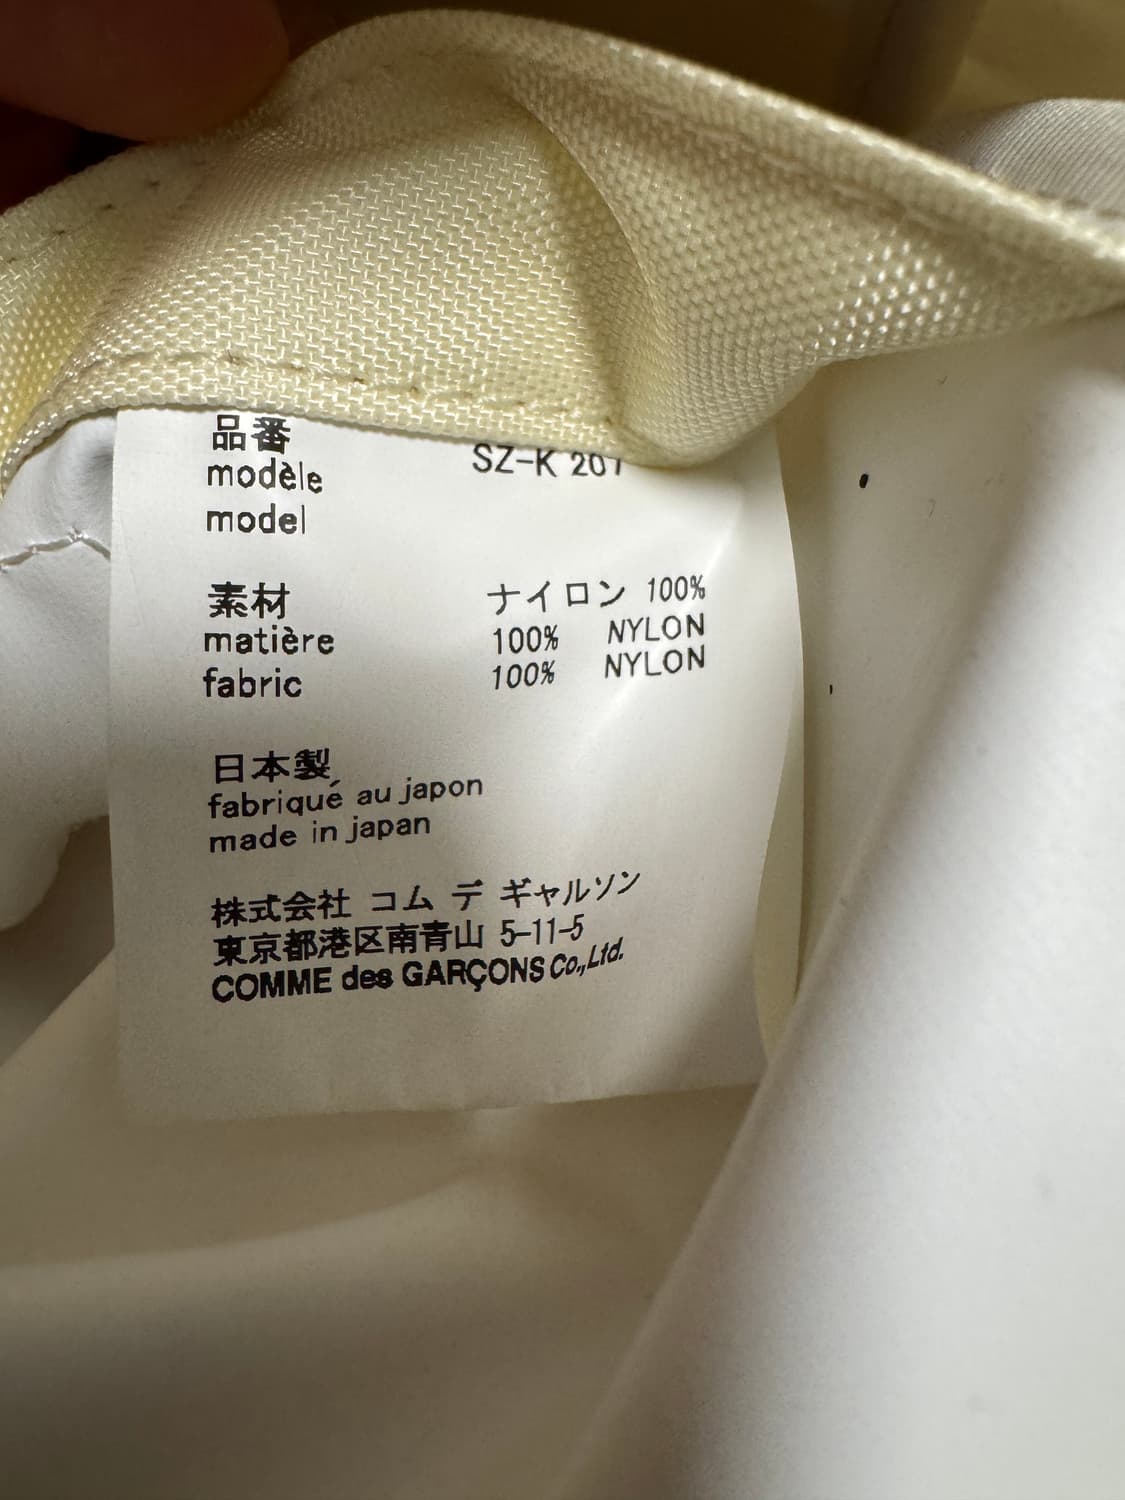 品番
modèle
model
SZ-K 201
素材
matière
fabric
ナイロン 100%
100% NYLON
100% NYLON
日本製
fabriqué au japon
made in japan
株式会社 コム デ ギャルソン
東京都港区南青山 5-11-5
COMME des GARÇONS Co.,Ltd.